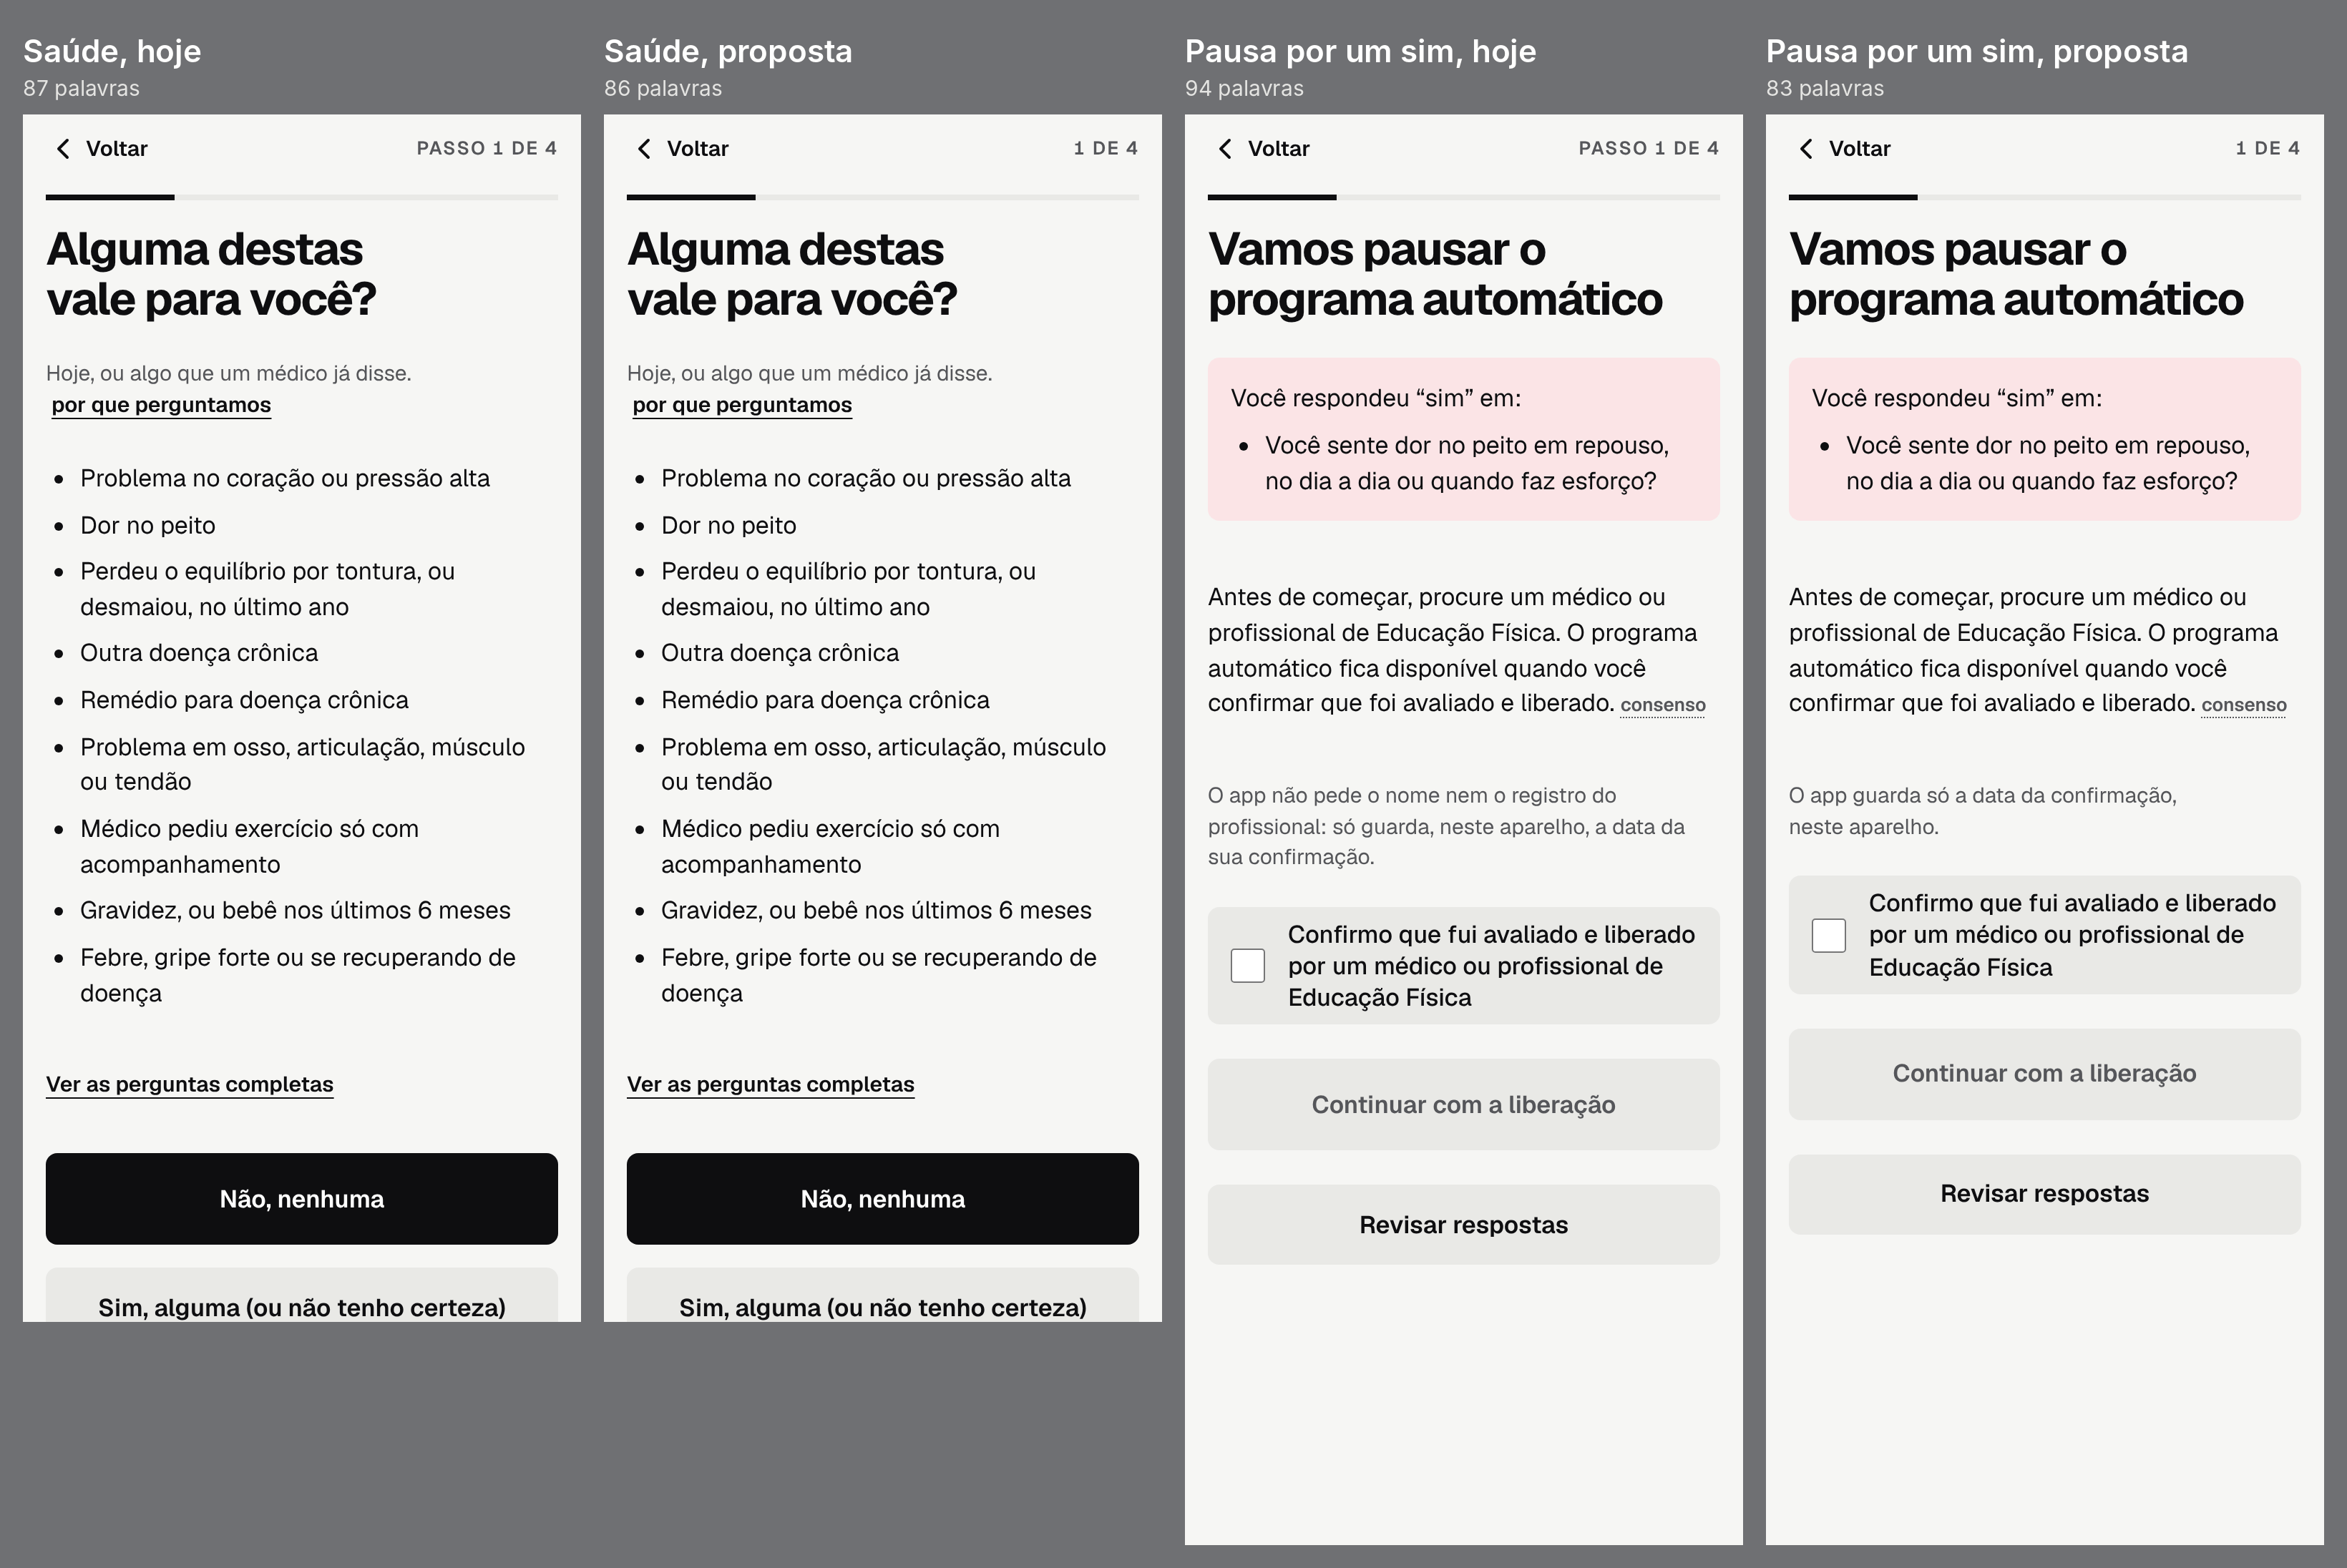 Saúde, hoje
87 palavras
Voltar
PASSO 1 DE 4
Alguma destas
vale para você?
Hoje, ou algo que um médico já disse.
por que perguntamos
• Problema no coração ou pressão alta
• Dor no peito
• Perdeu o equilíbrio por tontura, ou
desmaiou, no último ano
• Outra doença crônica
• Remédio para doença crônica
• Problema em osso, articulação, músculo
ou tendão
• Médico pediu exercício só com
acompanhamento
• Gravidez, ou bebê nos últimos 6 meses
• Febre, gripe forte ou se recuperando de
doença
Ver as perguntas completas
Não, nenhuma
Sim, alguma (ou não tenho certeza)
Saúde, proposta
86 palavras
Voltar
1 DE 4
Alguma destas
vale para você?
Hoje, ou algo que um médico já disse.
por que perguntamos
• Problema no coração ou pressão alta
• Dor no peito
• Perdeu o equilíbrio por tontura, ou
desmaiou, no último ano
• Outra doença crônica
• Remédio para doença crônica
• Problema em osso, articulação, músculo
ou tendão
• Médico pediu exercício só com
acompanhamento
• Gravidez, ou bebê nos últimos 6 meses
• Febre, gripe forte ou se recuperando de
doença
Ver as perguntas completas
Não, nenhuma
Sim, alguma (ou não tenho certeza)
Pausa por um sim, hoje
94 palavras
Voltar
PASSO 1 DE 4
Vamos pausar o
programa automático
Você respondeu “sim” em:
• Você sente dor no peito em repouso,
no dia a dia ou quando faz esforço?
Antes de começar, procure um médico ou
profissional de Educação Física. O programa
automático fica disponível quando você
confirmar que foi avaliado e liberado. consenso
O app não pede o nome nem o registro do
profissional: só guarda, neste aparelho, a data da
sua confirmação.
Confirmo que fui avaliado e liberado
por um médico ou profissional de
Educação Física
Continuar com a liberação
Revisar respostas
Pausa por um sim, proposta
83 palavras
Voltar
1 DE 4
Vamos pausar o
programa automático
Você respondeu “sim” em:
• Você sente dor no peito em repouso,
no dia a dia ou quando faz esforço?
Antes de começar, procure um médico ou
profissional de Educação Física. O programa
automático fica disponível quando você
confirmar que foi avaliado e liberado. consenso
O app guarda só a data da confirmação,
neste aparelho.
Confirmo que fui avaliado e liberado
por um médico ou profissional de
Educação Física
Continuar com a liberação
Revisar respostas